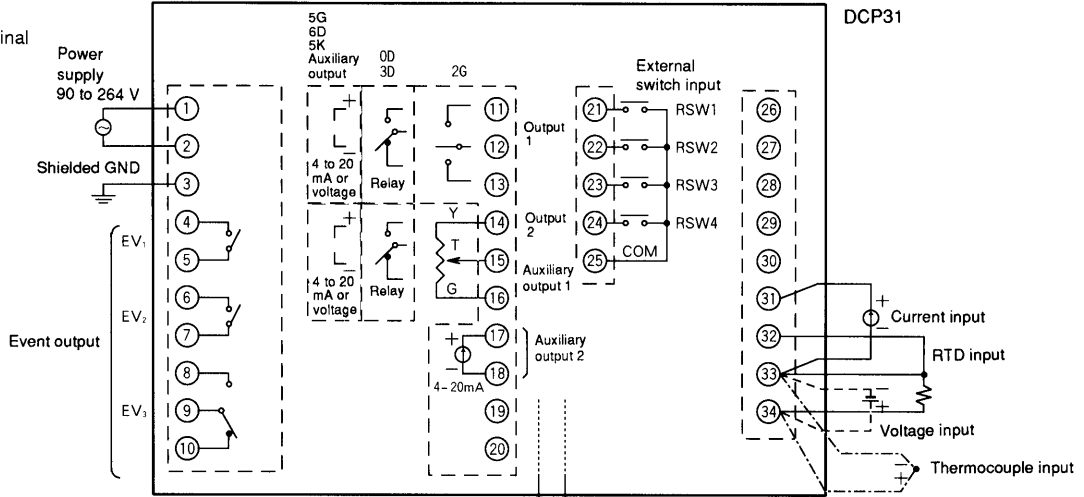 DCP31
inal
Power
supply
90 to 264 V
Shielded GND
Event output
EV1
EV2
EV3
1
2
3
4
5
6
7
8
9
10
5G
6D
5K
Auxiliary
output
+
−
4 to 20
mA or
voltage
+
−
4 to 20
mA or
voltage
0D
3D
Relay
Relay
2G
11
12
13
14
15
16
17
18
19
20
Y
T
G
+
−
4−20mA
Output
1
Output
2
Auxiliary
output 1
Auxiliary
output 2
External
switch input
21
22
23
24
25
RSW1
RSW2
RSW3
RSW4
COM
26
27
28
29
30
31
32
33
34
+
−
Current input
RTD input
−
+
Voltage input
−
+
Thermocouple input